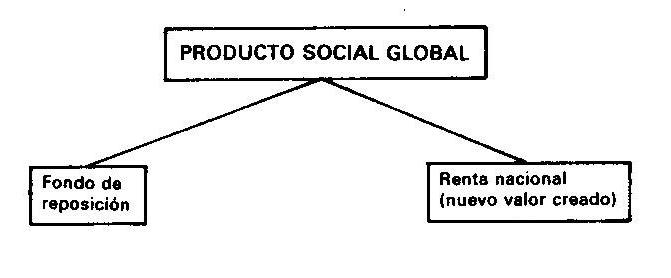 PRODUCTO SOCIAL GLOBAL
Fondo de
reposición
Renta nacional
(nuevo valor creado)